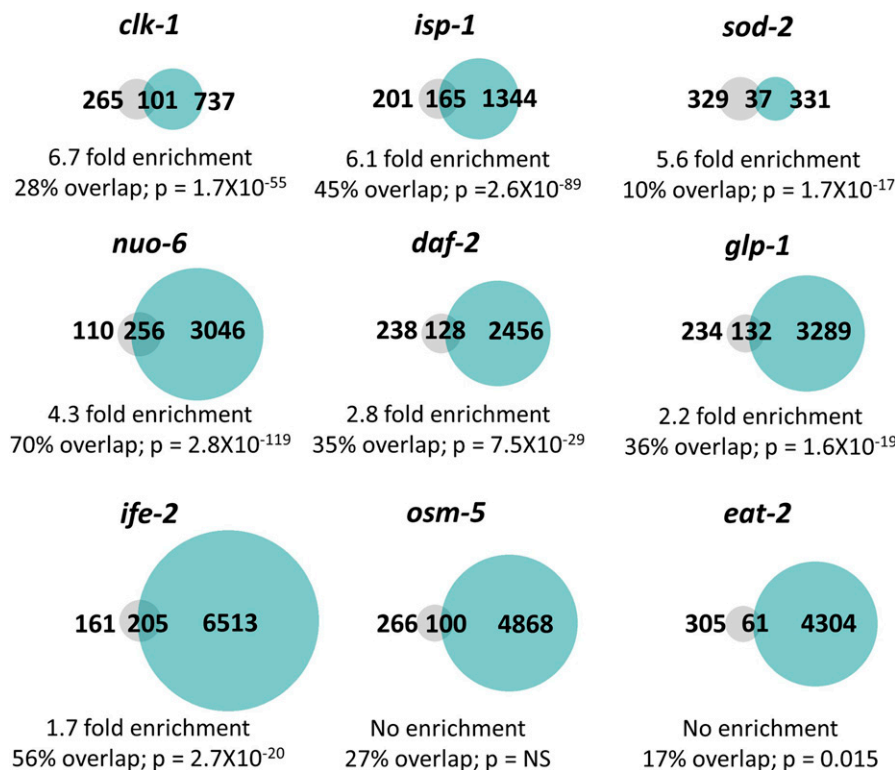 clk-1
isp-1
sod-2
265 101 737
201 165 1344
329 37 331
6.7 fold enrichment
28% overlap; p = 1.7X10⁻⁵⁵
6.1 fold enrichment
45% overlap; p =2.6X10⁻⁸⁹
5.6 fold enrichment
10% overlap; p = 1.7X10⁻¹⁷
nuo-6
daf-2
glp-1
110 256 3046
238 128 2456
234 132 3289
4.3 fold enrichment
70% overlap; p = 2.8X10⁻¹¹⁹
2.8 fold enrichment
35% overlap; p = 7.5X10⁻²⁹
2.2 fold enrichment
36% overlap; p = 1.6X10⁻¹⁹
ife-2
osm-5
eat-2
161 205 6513
266 100 4868
305 61 4304
1.7 fold enrichment
56% overlap; p = 2.7X10⁻²⁰
No enrichment
27% overlap; p = NS
No enrichment
17% overlap; p = 0.015